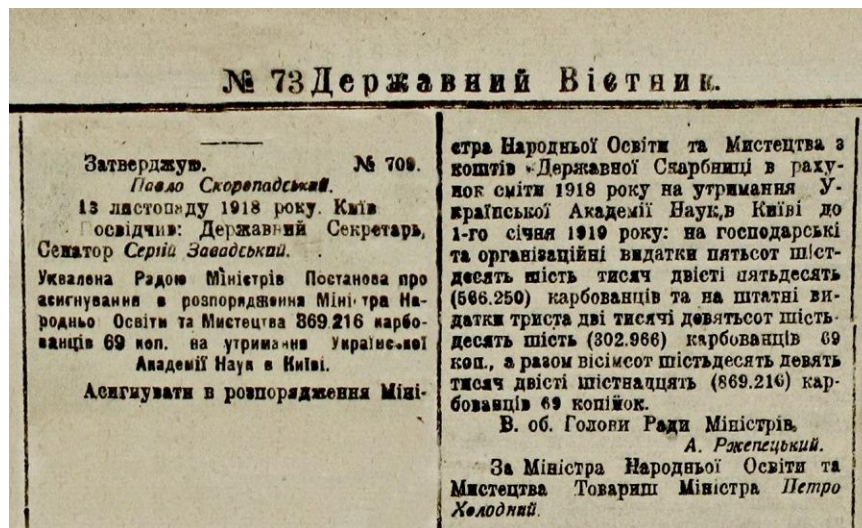 № 73 Державний Вістник.
Затверджую. № 709.
Павло Скоропадський.
13 листопаду 1918 року. Київ
Посвідчив: Державний Секретарь,
Сенатор Сергій Завадський.
Ухвалена Радою Міністрів Постанова про
асигнування в розпорядження Міністра На-
родньо Освіти та Мистецтва 869.216 карбо-
ванців 69 коп. на утримання Української
Академії Наук в Києві.
Асигнувати в розпорядження Міні-
стра Народньої Освіти та Мистецтва з
коштів Державної Скарбниці в раху-
нок сміти 1918 року на утримання У-
країнської Академії Наук,в Київі до
1-го січня 1919 року: на господарські
та організаційні видатки пятьсот шіст-
десять шість тисяч двісті пятьдесять
(566.250) карбованців та на штатні ви-
датки триста дві тисячі девятьсот шість-
десять шість (302.966) карбованців 69
коп., а разом вісімсот шістьдесять девять
тисяч двісті шістнаццять (869.216) кар-
бованців 69 копійок.
В. об. Голови Ради Міністрів,
А. Ржепецький.
За Міністра Народньої Освіти та
Мистецтва Товариш Міністра Петро
Холодний.